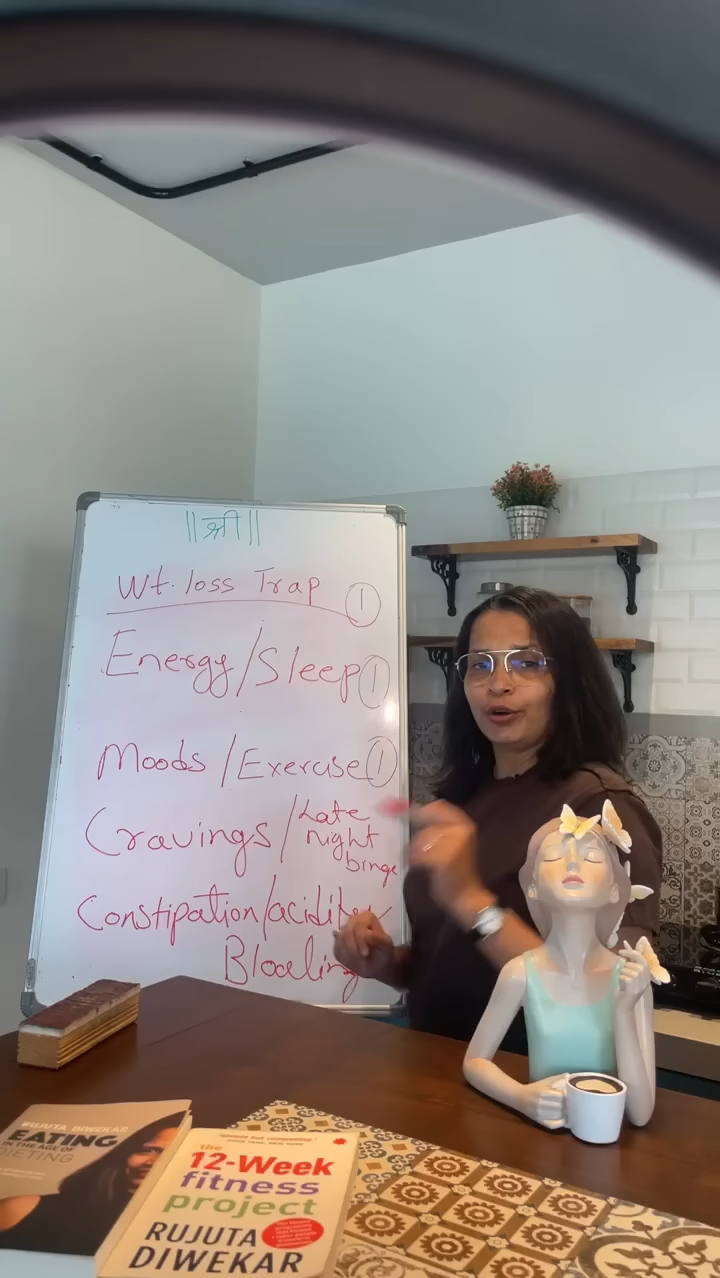 ॥श्री॥
Wt. loss Trap ①
Energy/Sleep ①
Moods/Exercise ①
Cravings/Late night binge
Constipation/acidity
Bloating
RUJUTA DIWEKAR
EATING
IN THE AGE OF
DIETING
the
12-Week
fitness
project
RUJUTA
DIWEKAR